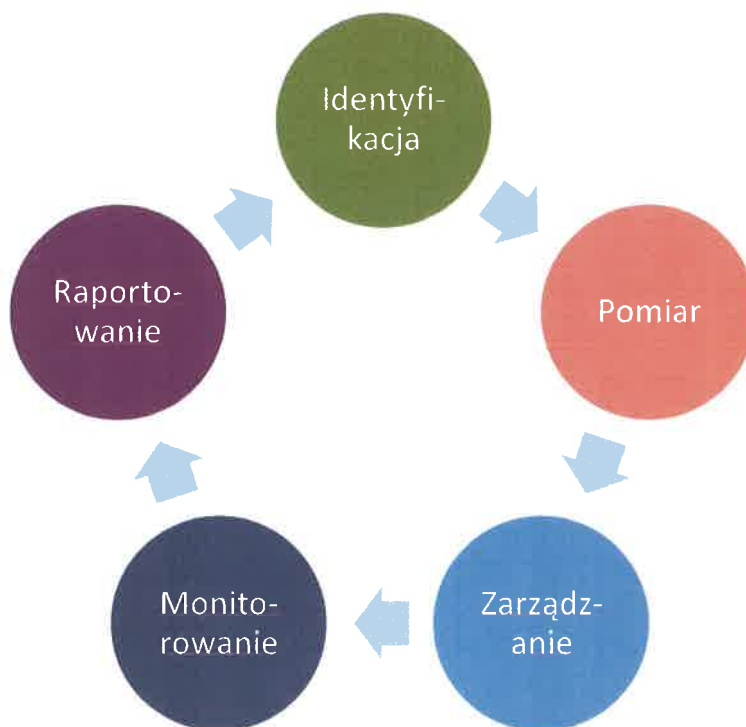 Identyfi-
kacja
Pomiar
Zarządz-
anie
Monito-
rowanie
Raporto-
wanie